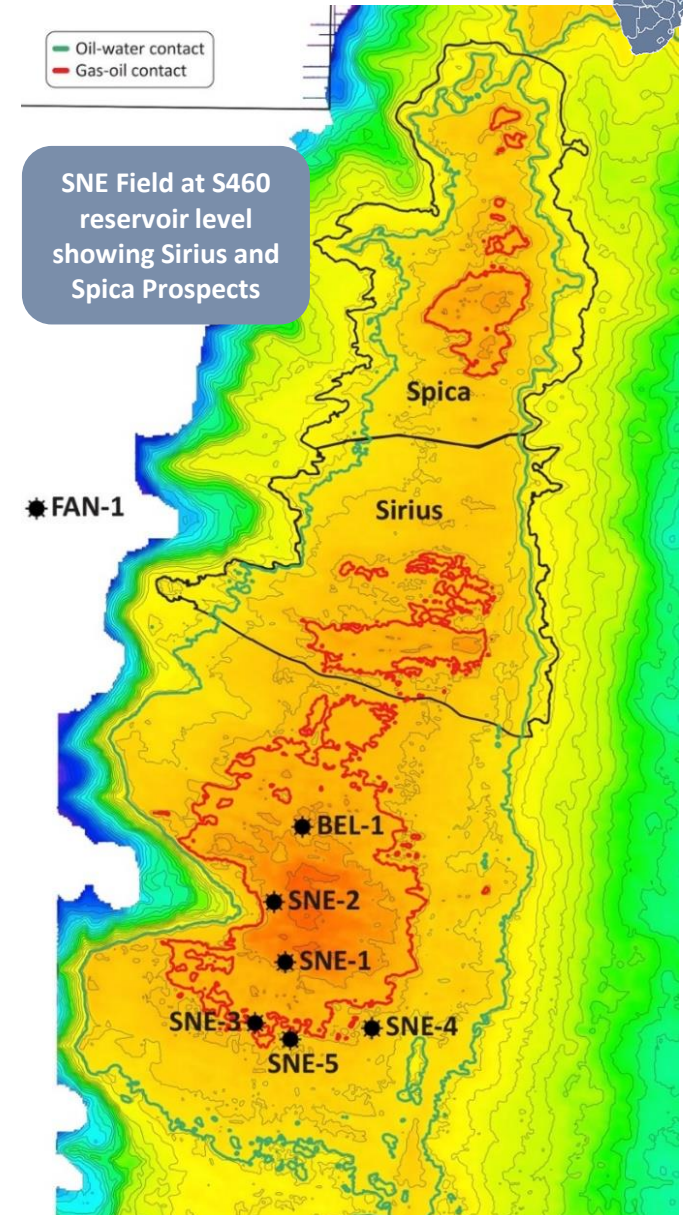 Oil-water contact
Gas-oil contact
SNE Field at S460
reservoir level
showing Sirius and
Spica Prospects
Spica
Sirius
FAN-1
BEL-1
SNE-2
SNE-1
SNE-3
SNE-4
SNE-5